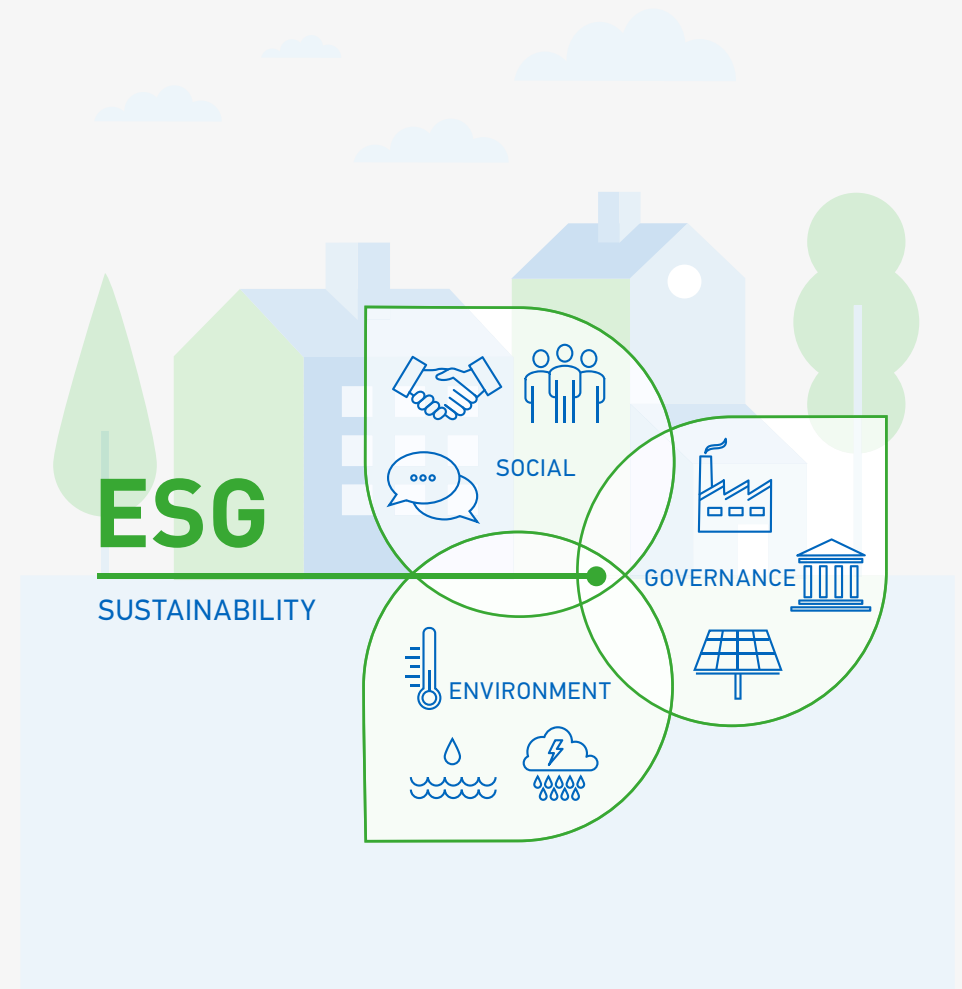 ESG
SUSTAINABILITY
SOCIAL
GOVERNANCE
ENVIRONMENT